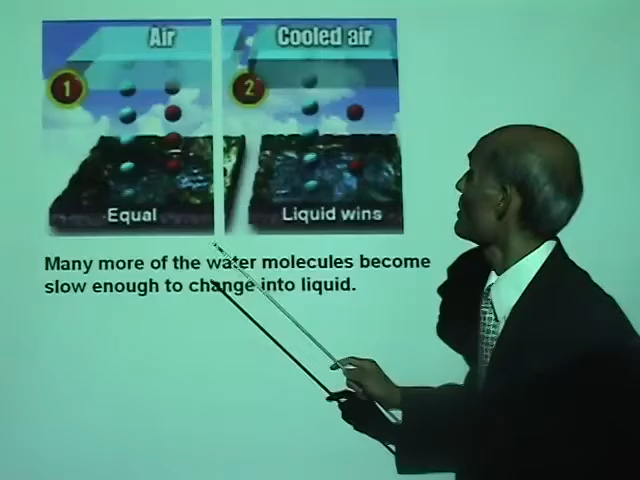 Air
Cooled air
1
2
Equal
Liquid wins
Many more of the water molecules become
slow enough to change into liquid.